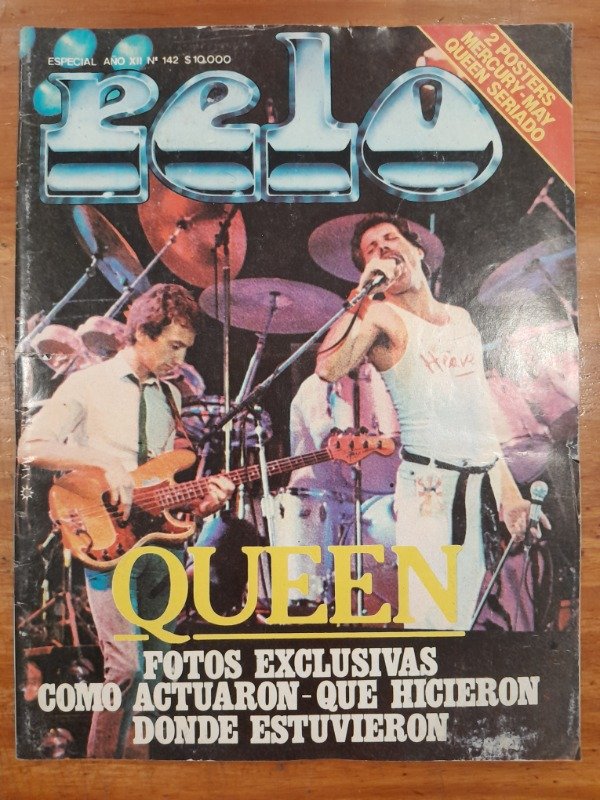 ESPECIAL AÑO XII Nº 142 $10.000
pelo
2 POSTERS
MERCURY MAY
QUEEN SERIADO
QUEEN
FOTOS EXCLUSIVAS
COMO ACTUARON-QUE HICIERON
DONDE ESTUVIERON